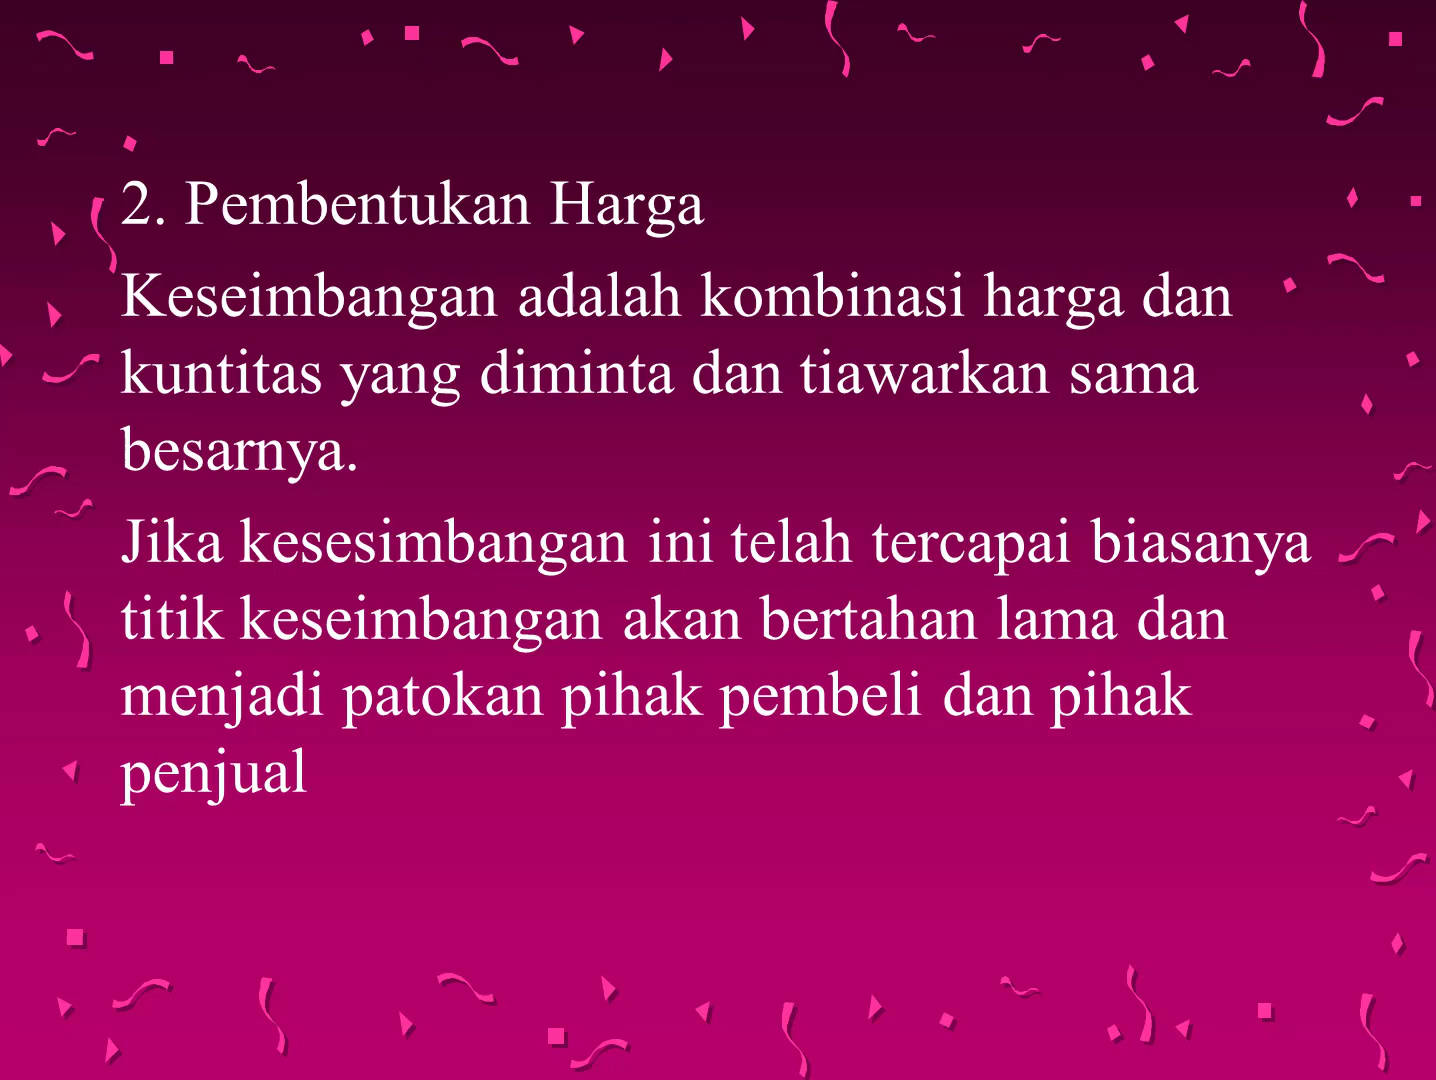 2. Pembentukan Harga
Keseimbangan adalah kombinasi harga dan
kuntitas yang diminta dan tiawarkan sama
besarnya.
Jika kesesimbangan ini telah tercapai biasanya
titik keseimbangan akan bertahan lama dan
menjadi patokan pihak pembeli dan pihak
penjual